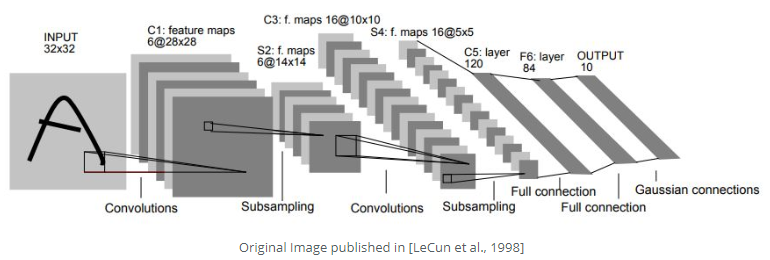 INPUT
32x32
C1: feature maps
6@28x28
S2: f. maps
6@14x14
C3: f. maps 16@10x10
S4: f. maps 16@5x5
C5: layer
120
F6: layer
84
OUTPUT
10
Convolutions
Subsampling
Convolutions
Subsampling
Full connection
Full connection
Gaussian connections
Original Image published in [LeCun et al., 1998]